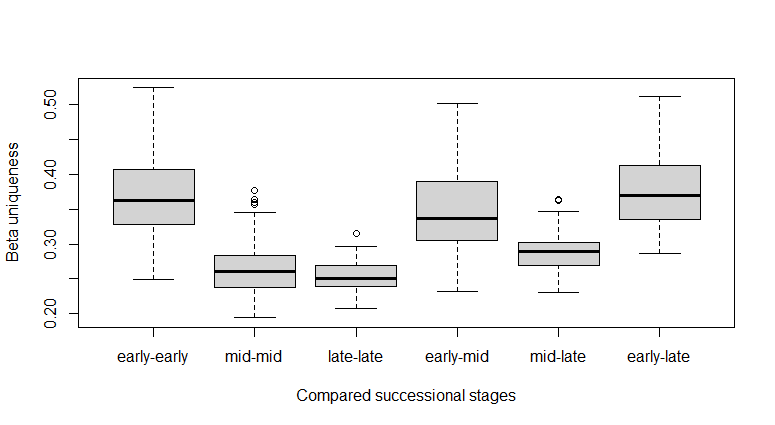 Beta uniqueness
0.50
0.40
0.30
0.20
early-early mid-mid late-late early-mid mid-late early-late
Compared successional stages